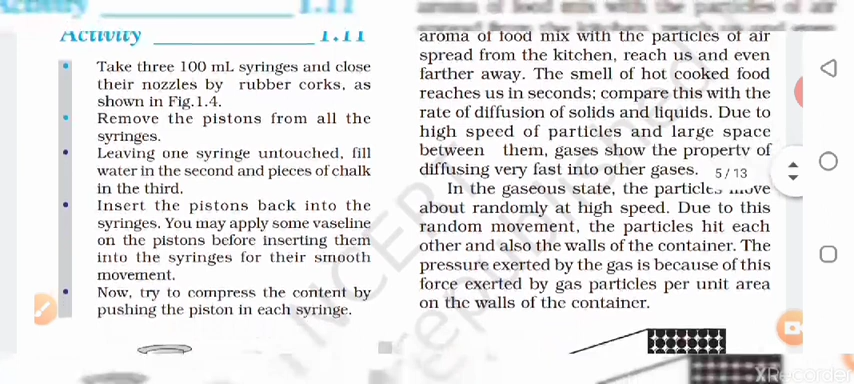 Activity 1.11
Take three 100 mL syringes and close
their nozzles by rubber corks, as
shown in Fig.1.4.
Remove the pistons from all the
syringes.
Leaving one syringe untouched, fill
water in the second and pieces of chalk
in the third.
Insert the pistons back into the
syringes. You may apply some vaseline
on the pistons before inserting them
into the syringes for their smooth
movement.
Now, try to compress the content by
pushing the piston in each syringe.
aroma of food mix with the particles of air
spread from the kitchen, reach us and even
farther away. The smell of hot cooked food
reaches us in seconds; compare this with the
rate of diffusion of solids and liquids. Due to
high speed of particles and large space
between them, gases show the property of
diffusing very fast into other gases.
5/13
In the gaseous state, the particles move
about randomly at high speed. Due to this
random movement, the particles hit each
other and also the walls of the container. The
pressure exerted by the gas is because of this
force exerted by gas particles per unit area
on the walls of the container.
NCERT
republished
XRecorder